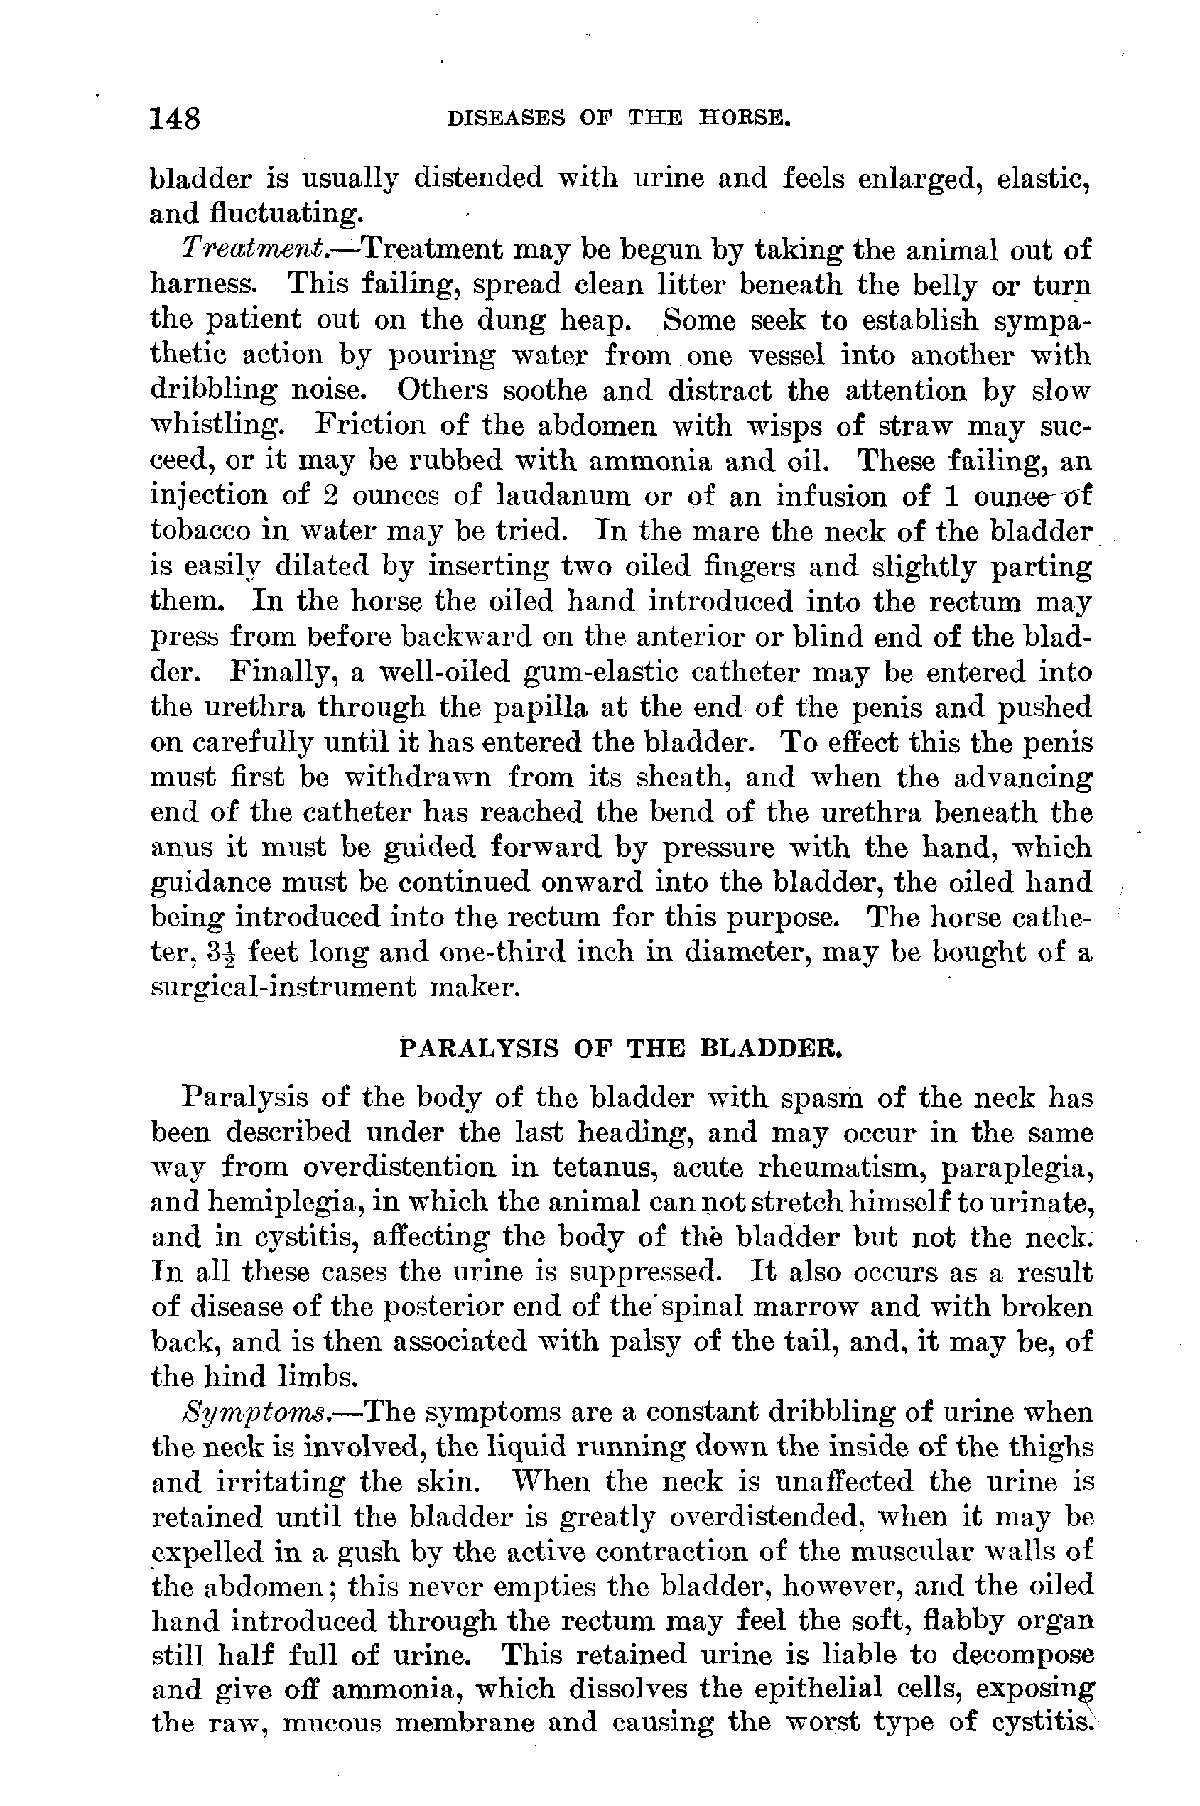 148 DISEASES OF THE HORSE.
bladder is usually distended with urine and feels enlarged, elastic,
and fluctuating.
Treatment.—Treatment may be begun by taking the animal out of
harness. This failing, spread clean litter beneath the belly or turn
the patient out on the dung heap. Some seek to establish sympa-
thetic action by pouring water from one vessel into another with
dribbling noise. Others soothe and distract the attention by slow
whistling. Friction of the abdomen with wisps of straw may suc-
ceed, or it may be rubbed with ammonia and oil. These failing, an
injection of 2 ounces of laudanum or of an infusion of 1 ounce of
tobacco in water may be tried. In the mare the neck of the bladder
is easily dilated by inserting two oiled fingers and slightly parting
them. In the horse the oiled hand introduced into the rectum may
press from before backward on the anterior or blind end of the blad-
der. Finally, a well-oiled gum-elastic catheter may be entered into
the urethra through the papilla at the end of the penis and pushed
on carefully until it has entered the bladder. To effect this the penis
must first be withdrawn from its sheath, and when the advancing
end of the catheter has reached the bend of the urethra beneath the
anus it must be guided forward by pressure with the hand, which
guidance must be continued onward into the bladder, the oiled hand
being introduced into the rectum for this purpose. The horse cathe-
ter, 3½ feet long and one-third inch in diameter, may be bought of a
surgical-instrument maker.
PARALYSIS OF THE BLADDER.
Paralysis of the body of the bladder with spasm of the neck has
been described under the last heading, and may occur in the same
way from overdistention in tetanus, acute rheumatism, paraplegia,
and hemiplegia, in which the animal can not stretch himself to urinate,
and in cystitis, affecting the body of the bladder but not the neck.
In all these cases the urine is suppressed. It also occurs as a result
of disease of the posterior end of the spinal marrow and with broken
back, and is then associated with palsy of the tail, and, it may be, of
the hind limbs.
Symptoms.—The symptoms are a constant dribbling of urine when
the neck is involved, the liquid running down the inside of the thighs
and irritating the skin. When the neck is unaffected the urine is
retained until the bladder is greatly overdistended, when it may be
expelled in a gush by the active contraction of the muscular walls of
the abdomen; this never empties the bladder, however, and the oiled
hand introduced through the rectum may feel the soft, flabby organ
still half full of urine. This retained urine is liable to decompose
and give off ammonia, which dissolves the epithelial cells, exposing
the raw, mucous membrane and causing the worst type of cystitis.